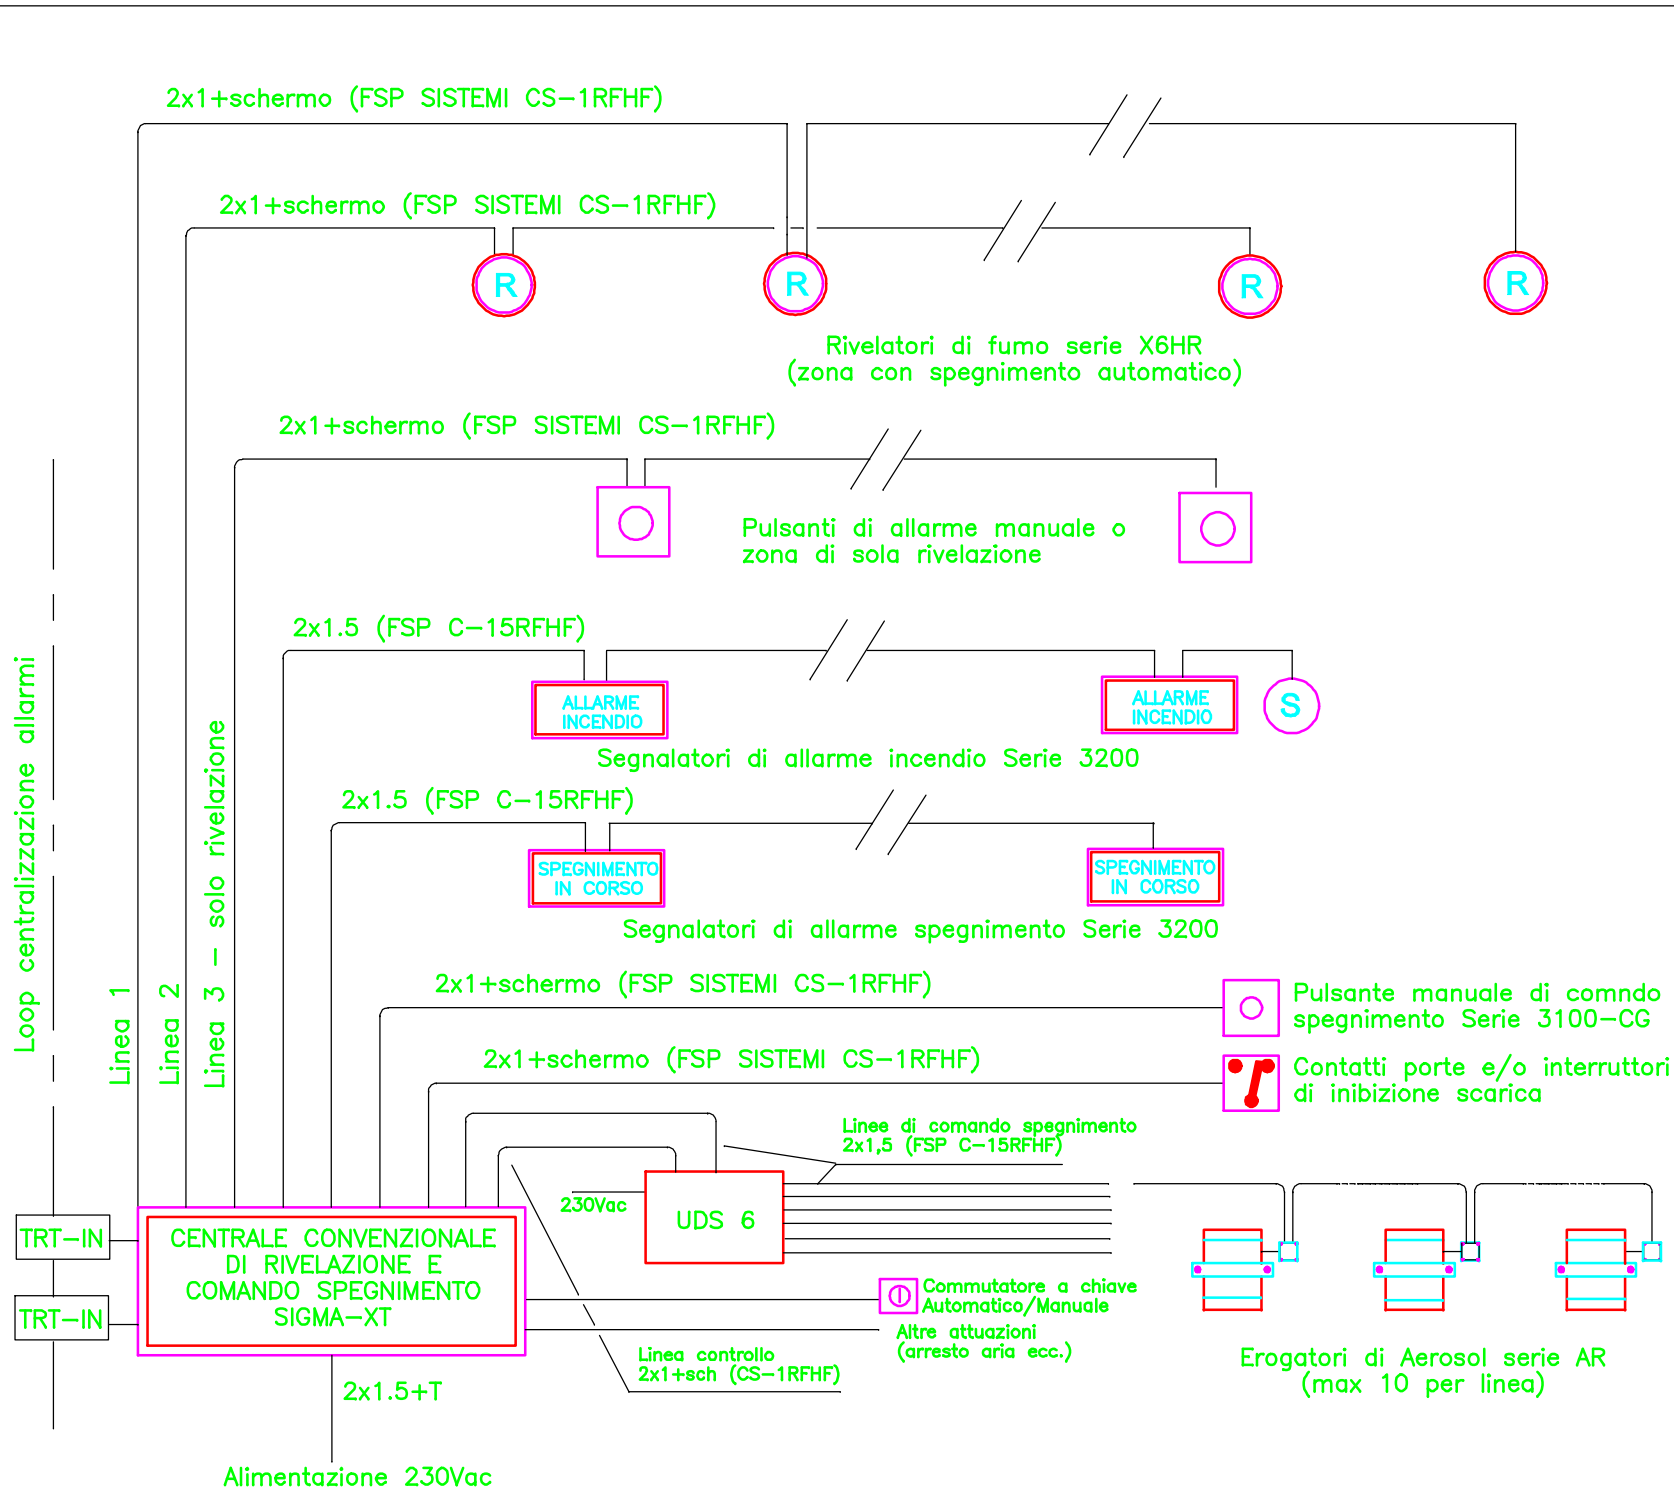 2x1+schermo (FSP SISTEMI CS-1RFHF)
2x1+schermo (FSP SISTEMI CS-1RFHF)
R
R
R
R
Rivelatori di fumo serie X6HR
(zona con spegnimento automatico)
2x1+schermo (FSP SISTEMI CS-1RFHF)
Pulsanti di allarme manuale o
zona di sola rivelazione
2x1.5 (FSP C-15RFHF)
ALLARME
INCENDIO
ALLARME
INCENDIO
S
Segnalatori di allarme incendio Serie 3200
2x1.5 (FSP C-15RFHF)
SPEGNIMENTO
IN CORSO
SPEGNIMENTO
IN CORSO
Segnalatori di allarme spegnimento Serie 3200
Loop centralizzazione allarmi
Linea 1
Linea 2
Linea 3 - solo rivelazione
2x1+schermo (FSP SISTEMI CS-1RFHF)
Pulsante manuale di comndo
spegnimento Serie 3100-CG
2x1+schermo (FSP SISTEMI CS-1RFHF)
Contatti porte e/o interruttori
di inibizione scarica
Linee di comando spegnimento
2x1,5 (FSP C-15RFHF)
230Vac
UDS 6
TRT-IN
TRT-IN
CENTRALE CONVENZIONALE
DI RIVELAZIONE E
COMANDO SPEGNIMENTO
SIGMA-XT
Commutatore a chiave
Automatico/Manuale
Altre attuazioni
(arresto aria ecc.)
Linea controllo
2x1+sch (CS-1RFHF)
Erogatori di Aerosol serie AR
(max 10 per linea)
2x1.5+T
Alimentazione 230Vac